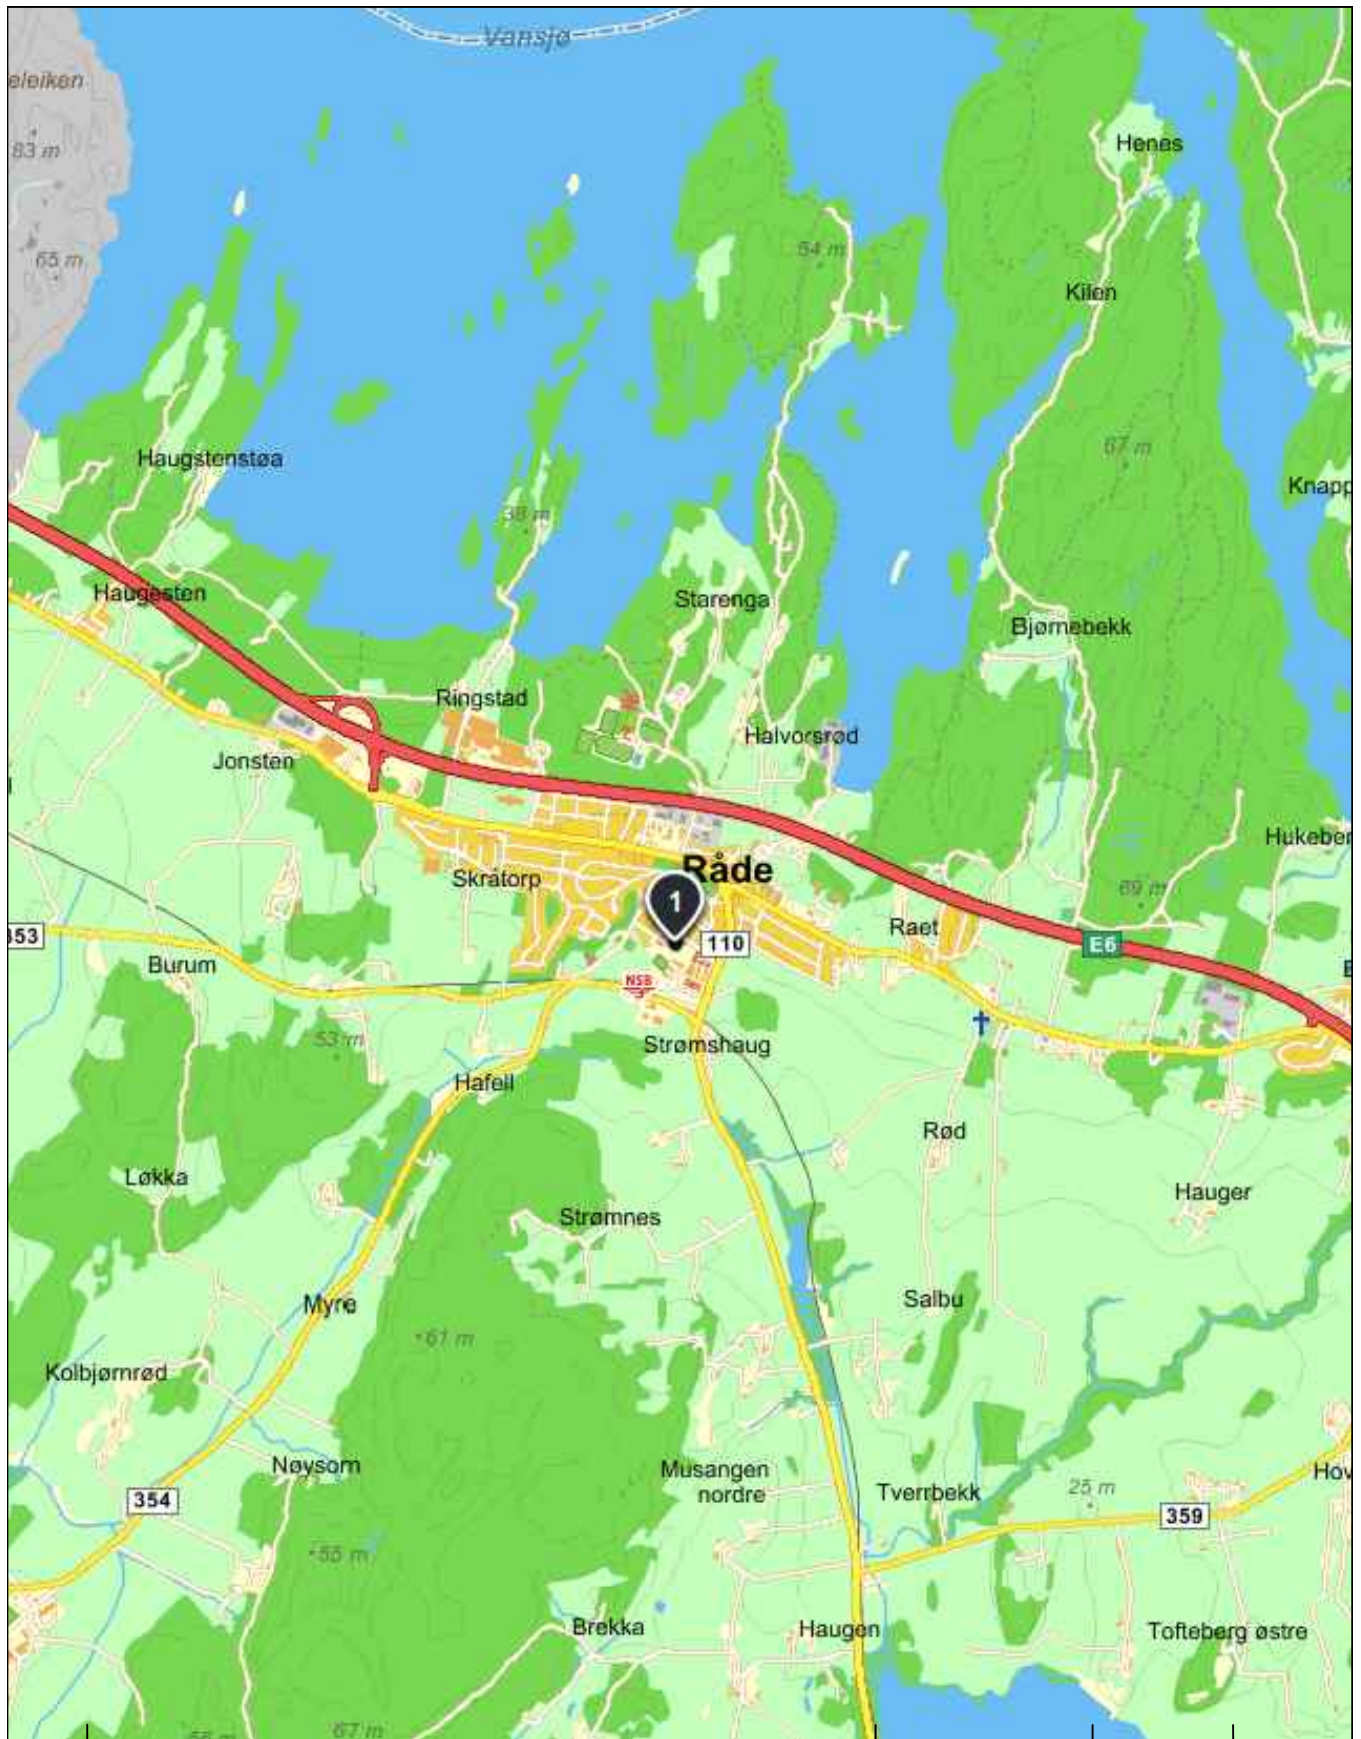 Vansjø
eleiken
Henes
83 m
54 m
65 m
Kilen
67 m
Haugstenstøa
Knapp
38 m
Haugesten
Starenga
Bjørnebekk
Ringstad
Halvorsrød
Jonsten
Hukeber
Råde
Skråtorp
69 m
1
Raet
353
110
E6
Burum
NSB
53 m
Strømshaug
Hafell
Rød
Løkka
Hauger
Strømnes
Salbu
Myre
61 m
Kolbjørnrød
Nøysom
Musangen
nordre
Hov
Tverrbekk
25 m
354
359
55 m
Brekka
Haugen
Tofteberg østre
67 m